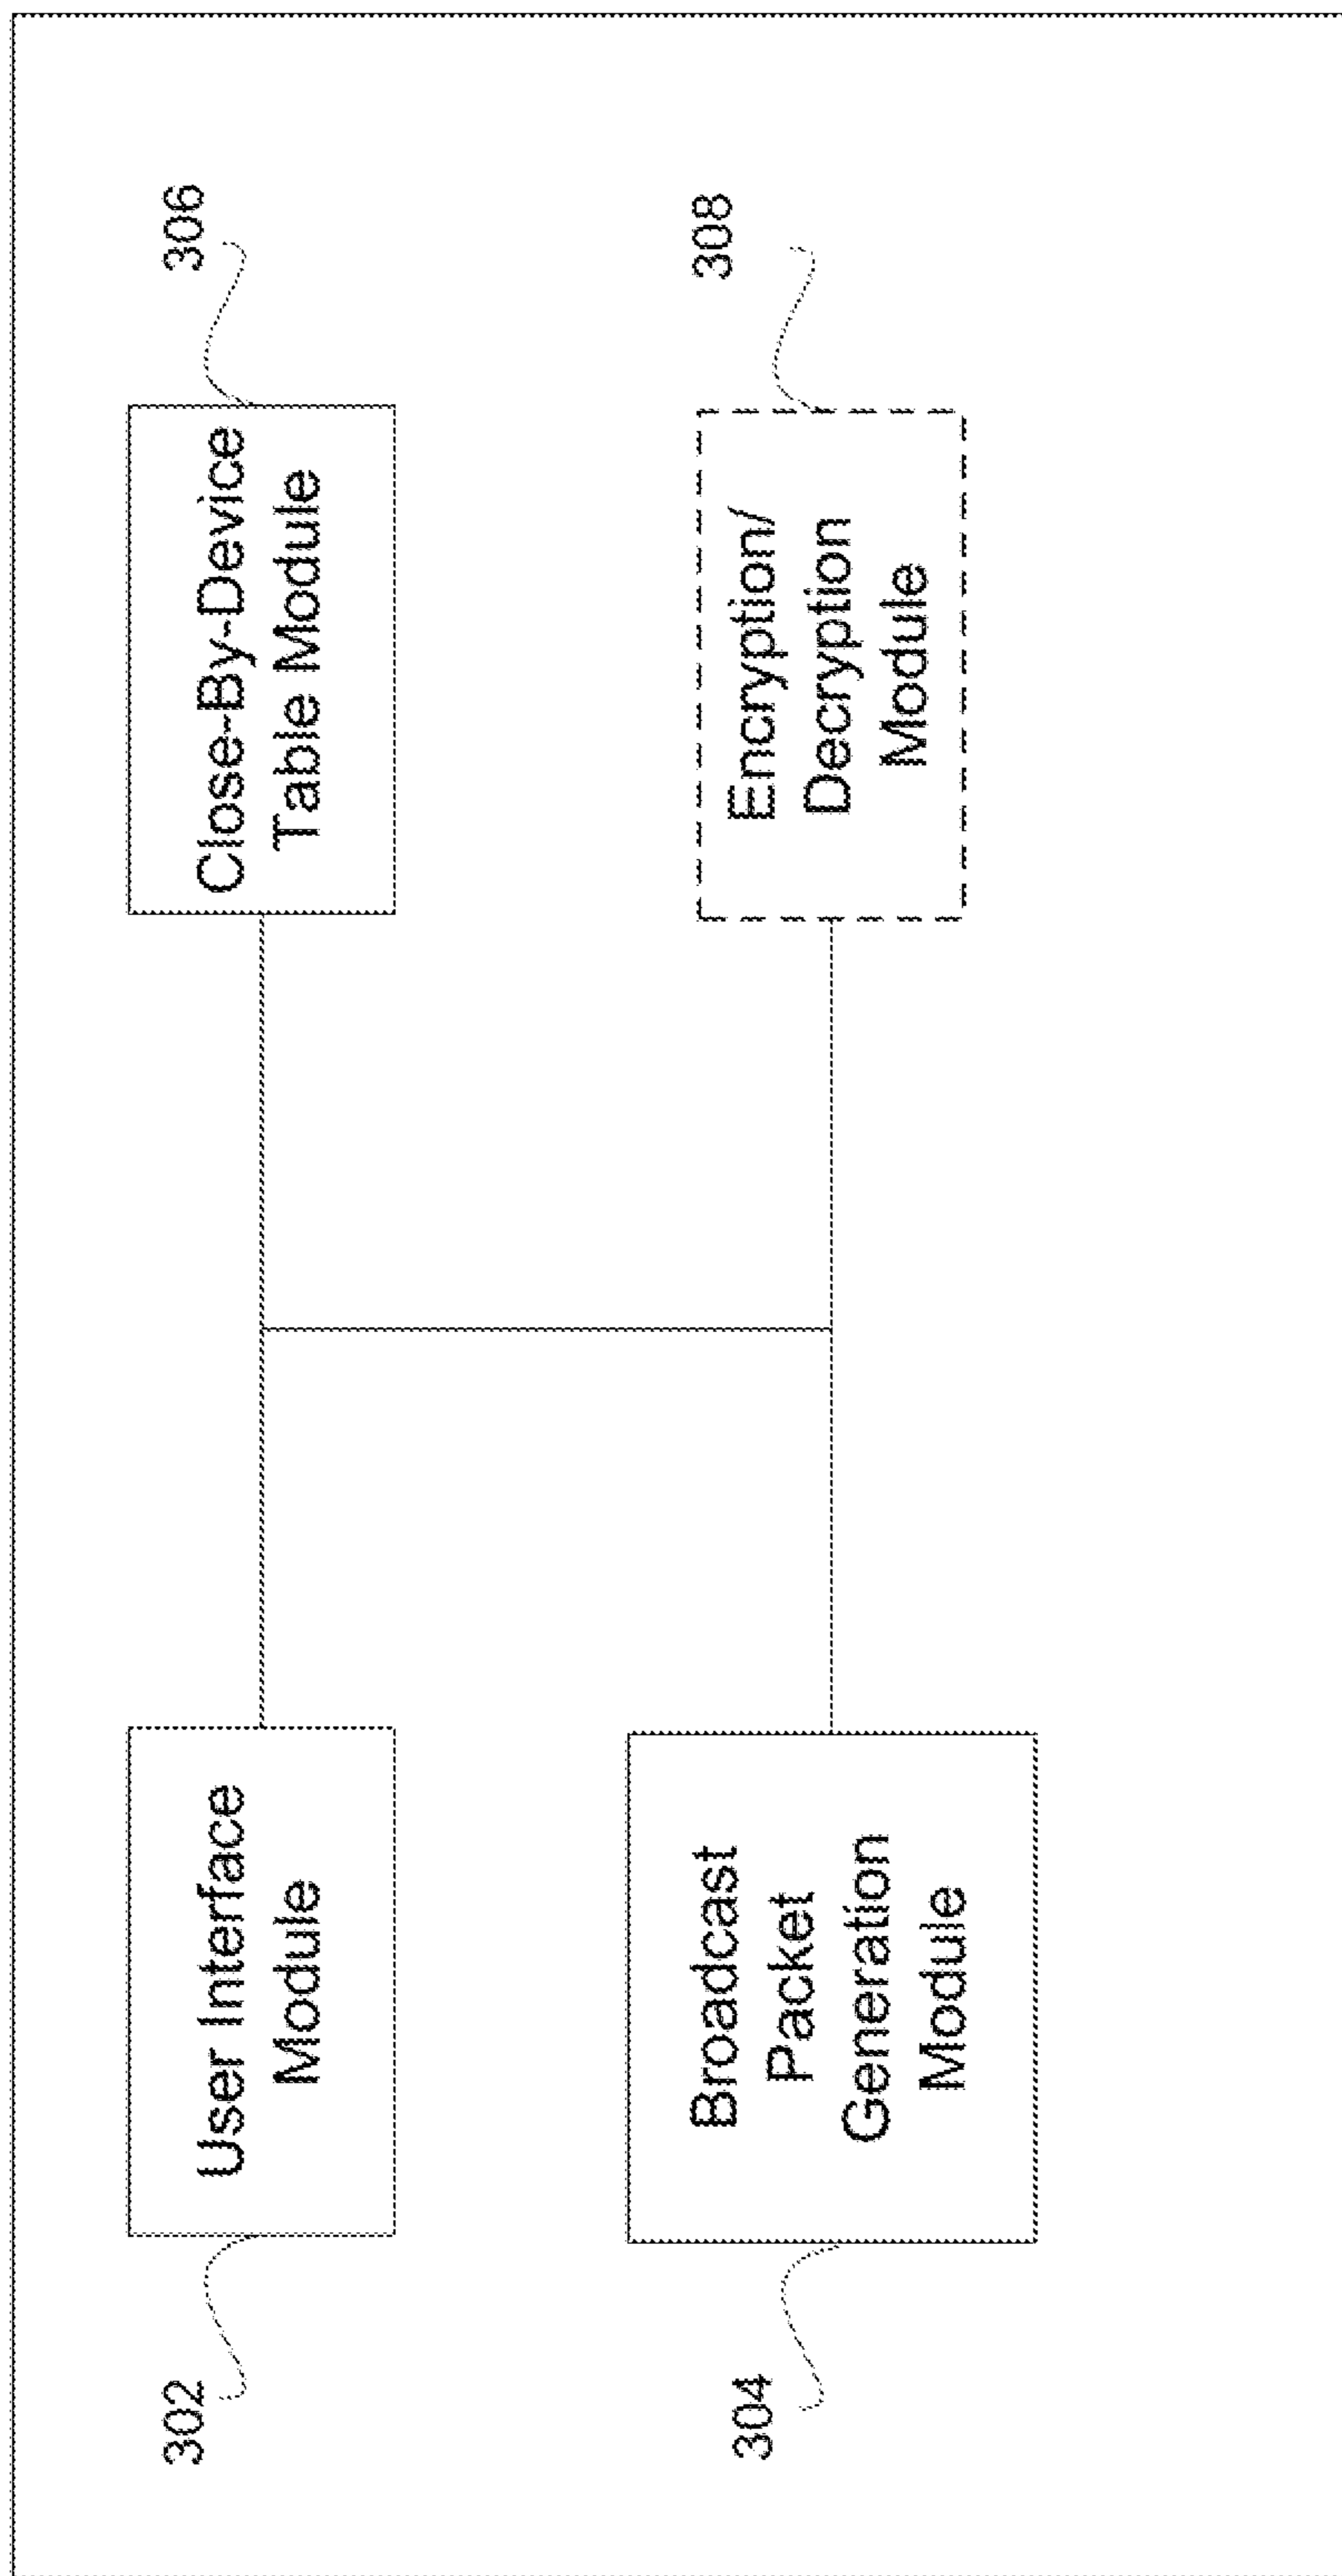 302
User Interface
Module
Close-By-Device
Table Module
306
304
Broadcast
Packet
Generation
Module
Encryption/
Decryption
Module
308